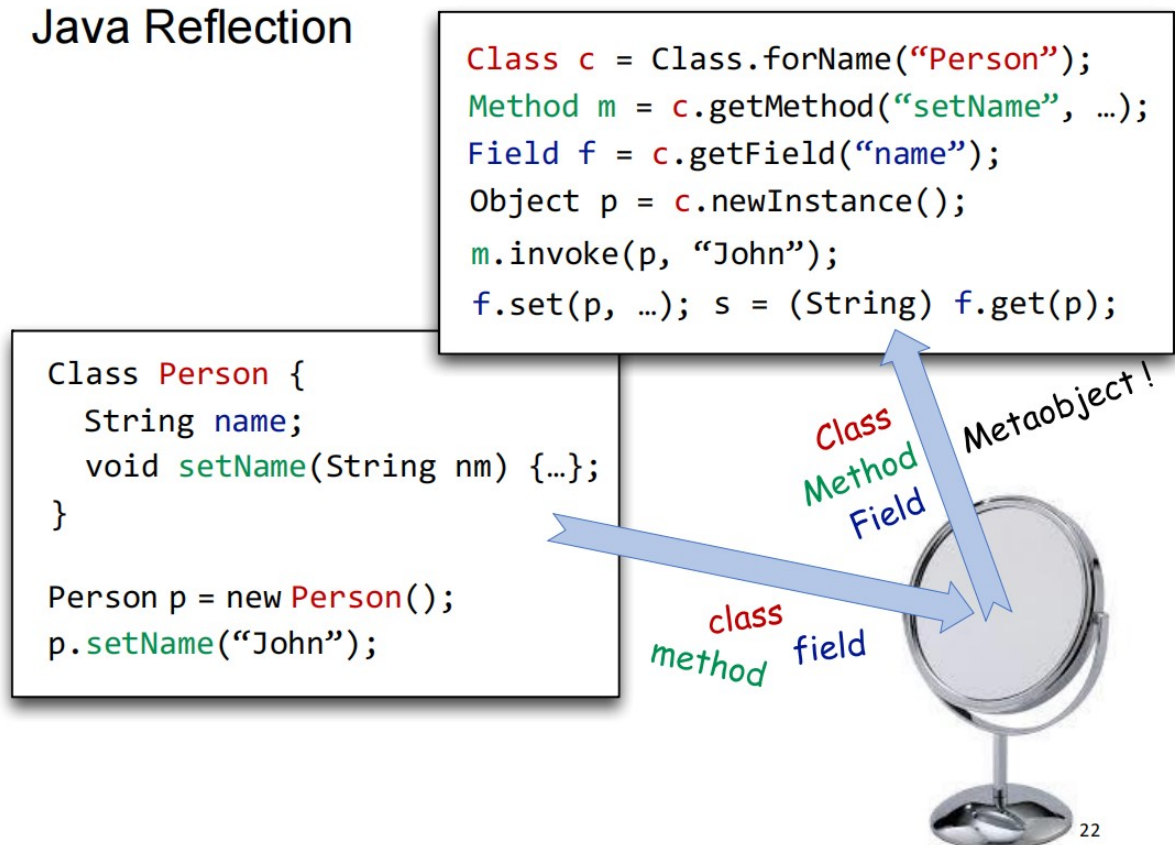 Java Reflection
Class c = Class.forName(“Person”);
Method m = c.getMethod(“setName”, …);
Field f = c.getField(“name”);
Object p = c.newInstance();
m.invoke(p, “John”);
f.set(p, …); s = (String) f.get(p);
Class Person {
String name;
void setName(String nm) {…};
}
Person p = new Person();
p.setName(“John”);
Class
Method
Field
Metaobject !
class
method
field
22